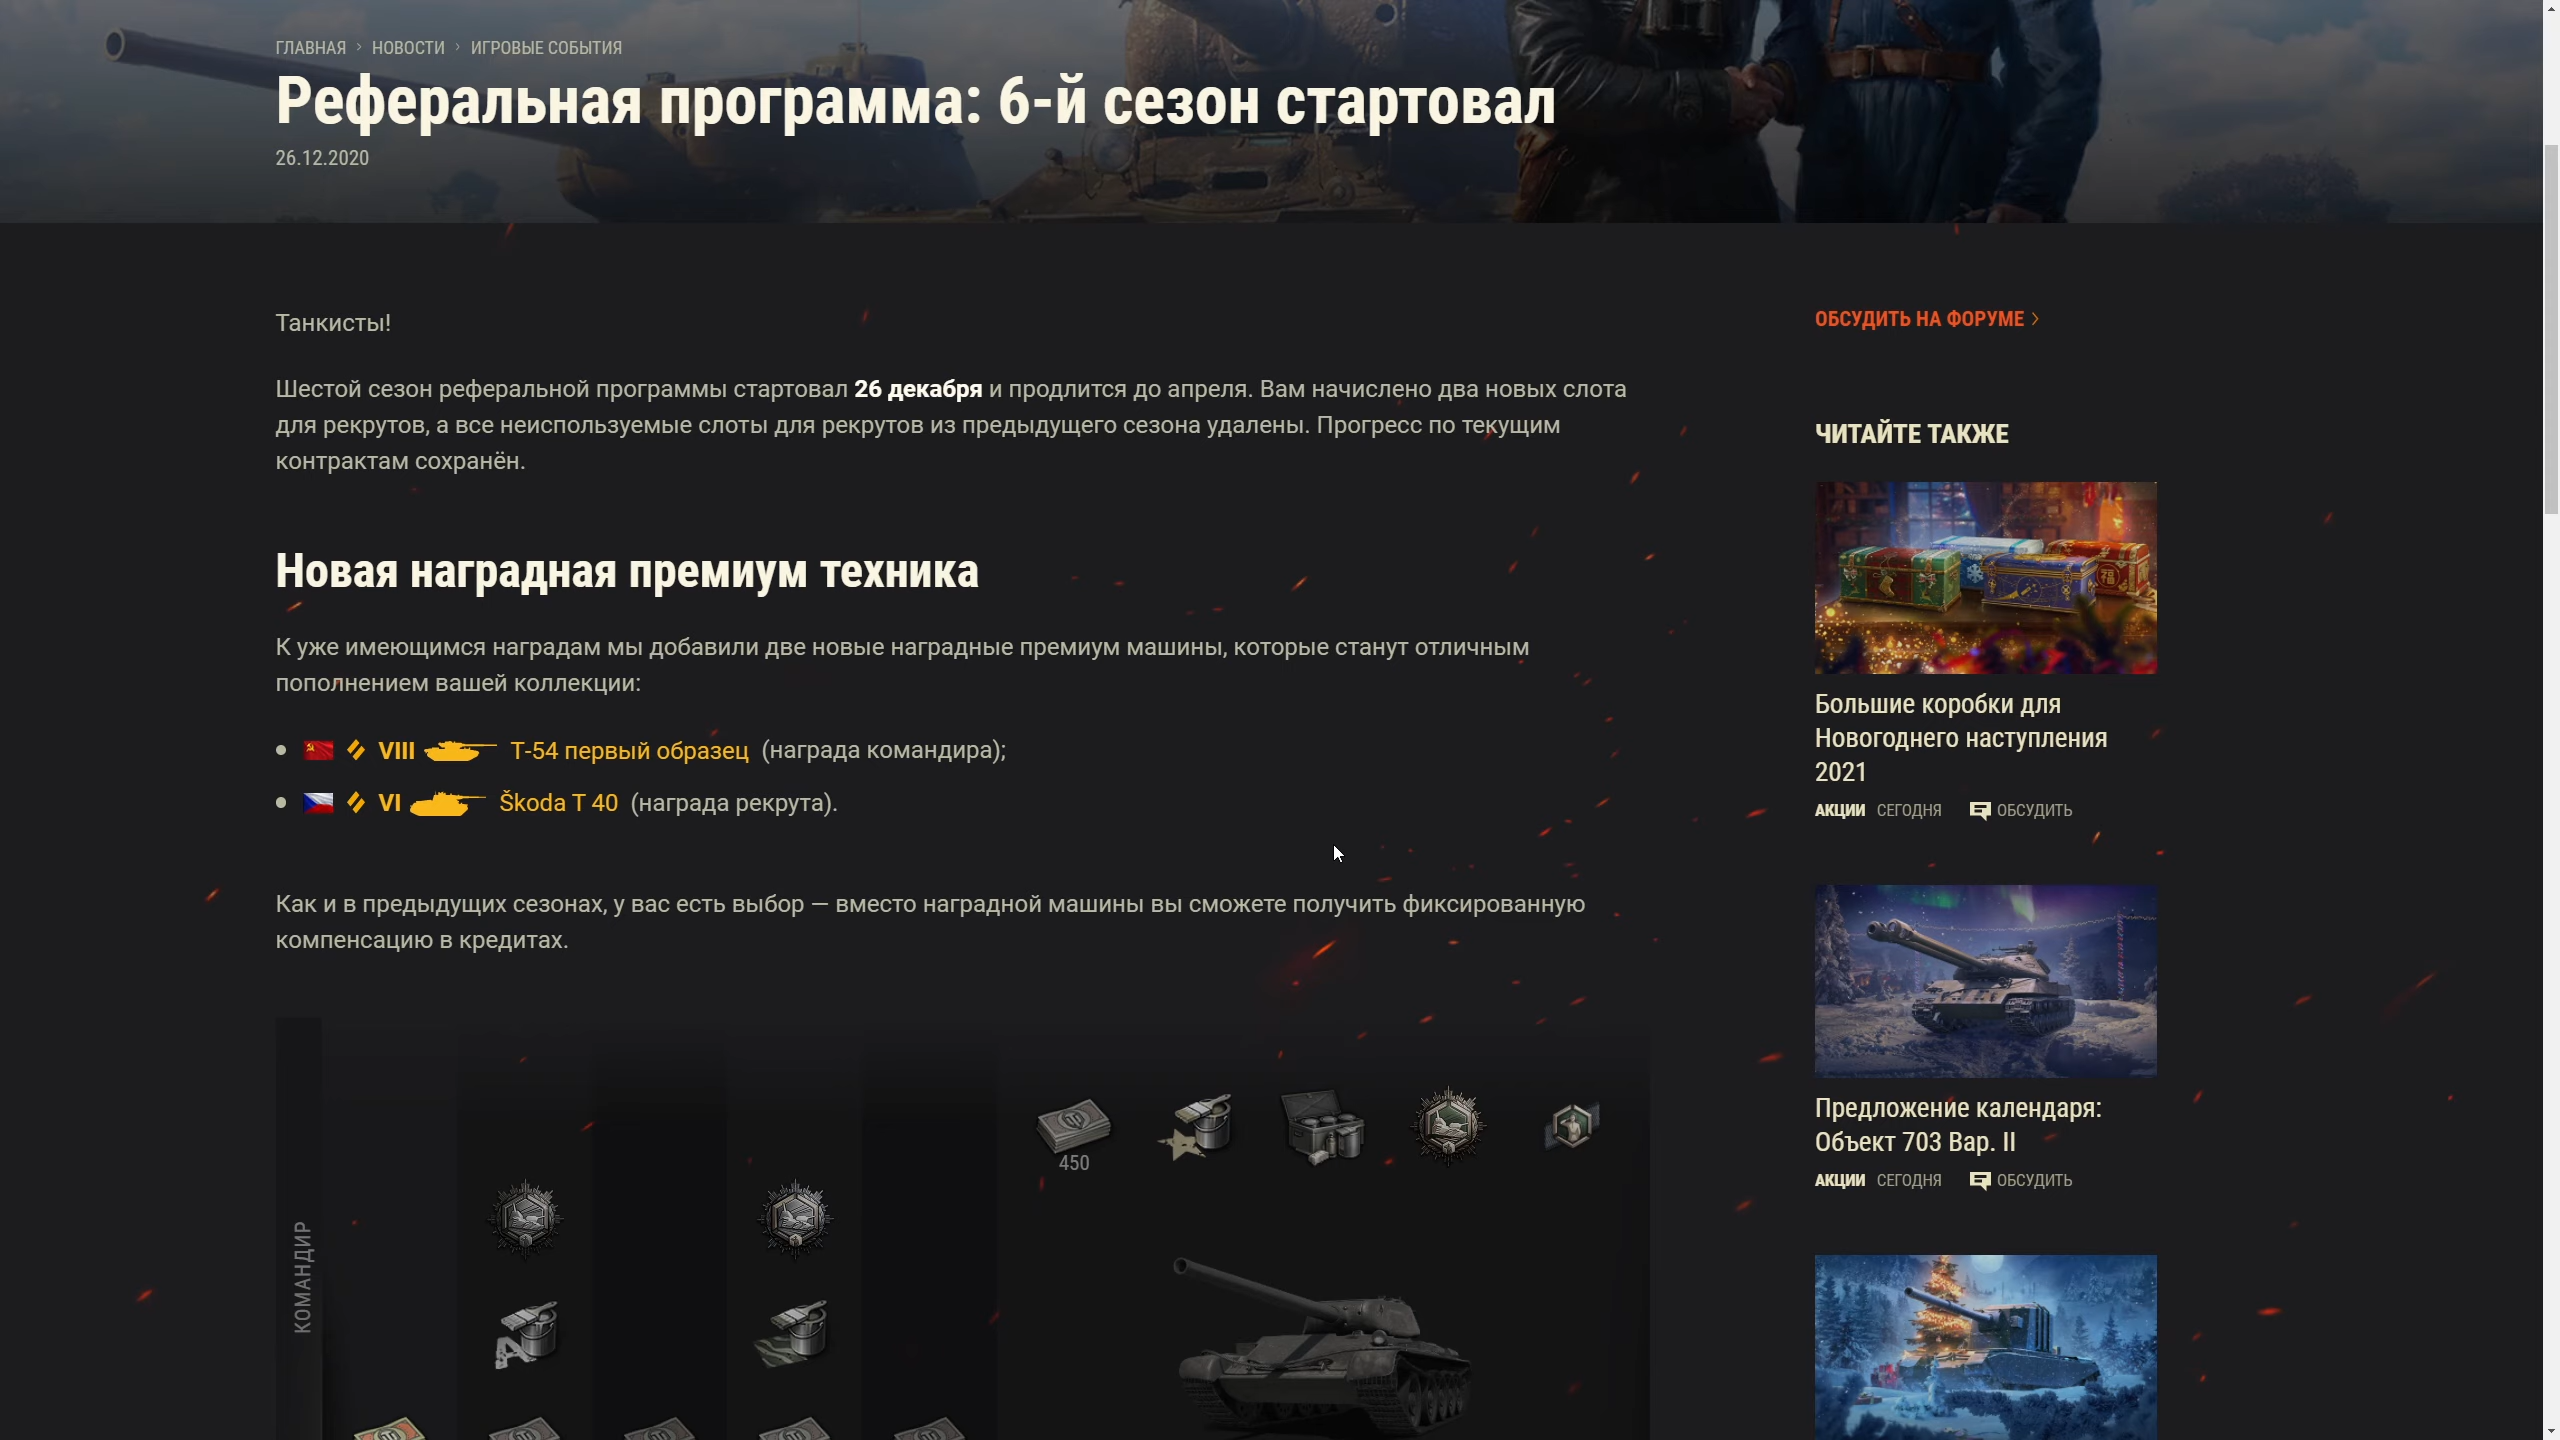 ГЛАВНАЯ › НОВОСТИ › ИГРОВЫЕ СОБЫТИЯ
Реферальная программа: 6-й сезон стартовал
26.12.2020
Танкисты!
Шестой сезон реферальной программы стартовал 26 декабря и продлится до апреля. Вам начислено два новых слота
для рекрутов, а все неиспользуемые слоты для рекрутов из предыдущего сезона удалены. Прогресс по текущим
контрактам сохранён.
Новая наградная премиум техника
К уже имеющимся наградам мы добавили две новые наградные премиум машины, которые станут отличным
пополнением вашей коллекции:
• VIII Т-54 первый образец (награда командира);
• VI Škoda T 40 (награда рекрута).
Как и в предыдущих сезонах, у вас есть выбор — вместо наградной машины вы сможете получить фиксированную
компенсацию в кредитах.
450
КОМАНДИР
ОБСУДИТЬ НА ФОРУМЕ ›
ЧИТАЙТЕ ТАКЖЕ
Большие коробки для
Новогоднего наступления
2021
АКЦИИ СЕГОДНЯ ОБСУДИТЬ
Предложение календаря:
Объект 703 Вар. II
АКЦИИ СЕГОДНЯ ОБСУДИТЬ